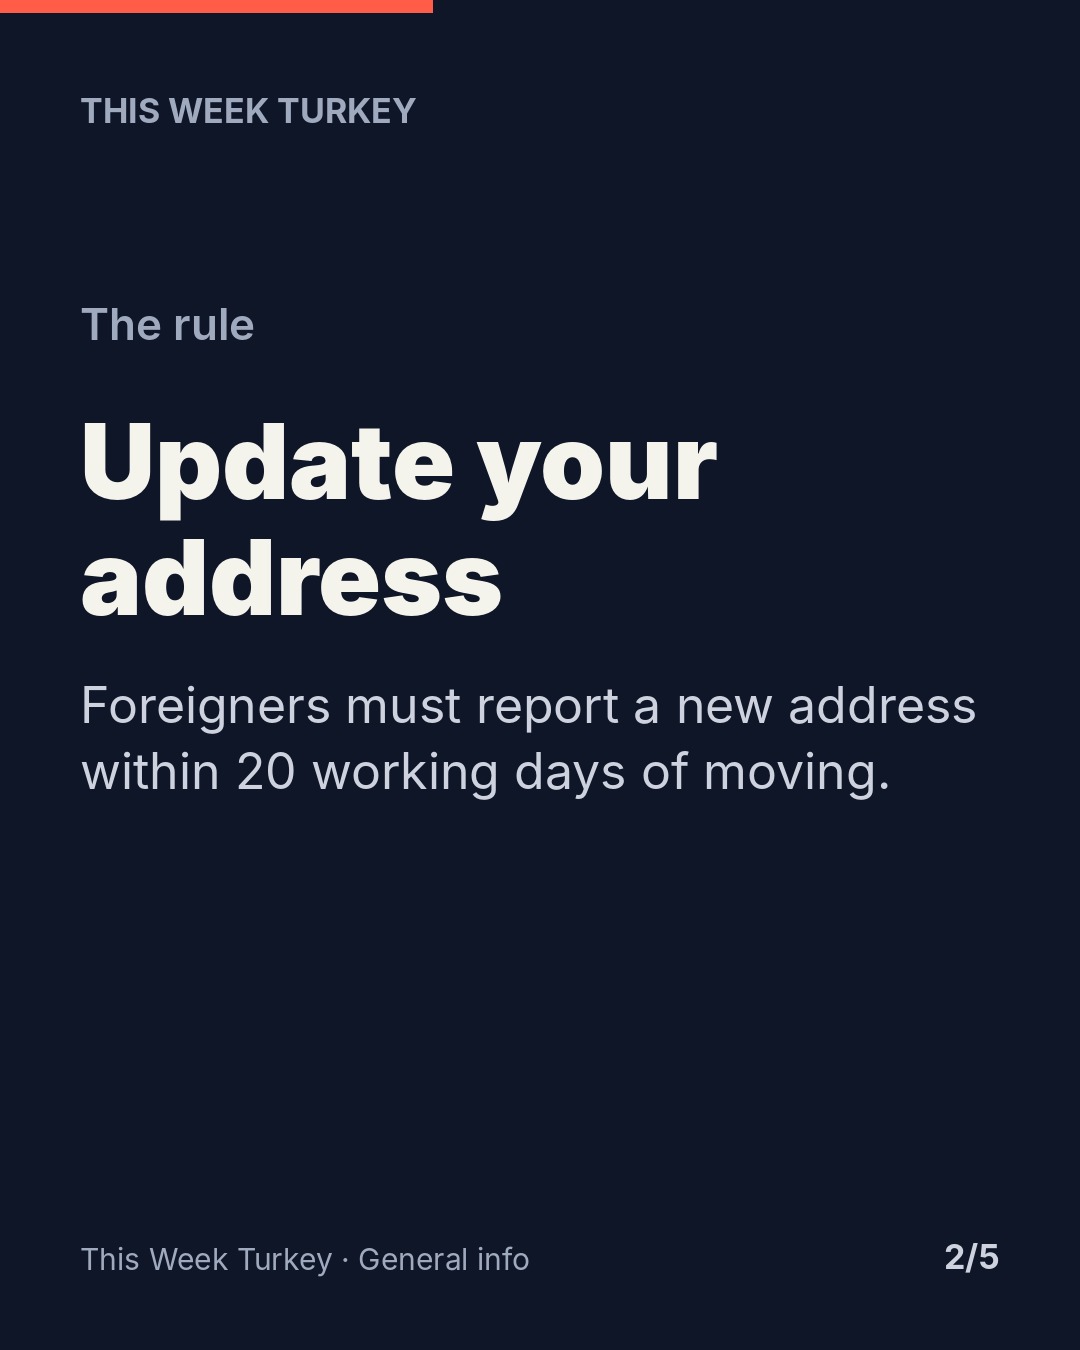 THIS WEEK TURKEY
The rule
Update your
address
Foreigners must report a new address
within 20 working days of moving.
This Week Turkey · General info
2/5